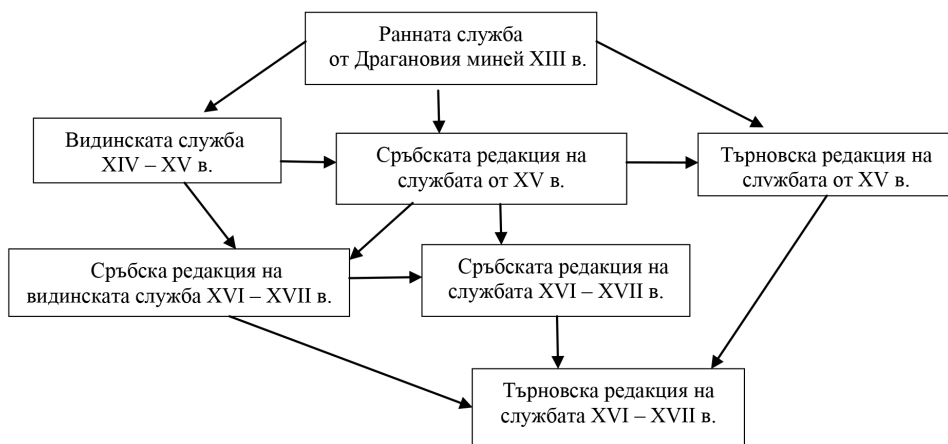 Ранната служба
от Драгановия миней XIII в.
Видинската служба
XIV – XV в.
Сръбската редакция на
службата от XV в.
Търновска редакция на
службата от XV в.
Сръбска редакция на
видинската служба XVI – XVII в.
Сръбската редакция на
службата XVI – XVII в.
Търновска редакция на
службата XVI – XVII в.